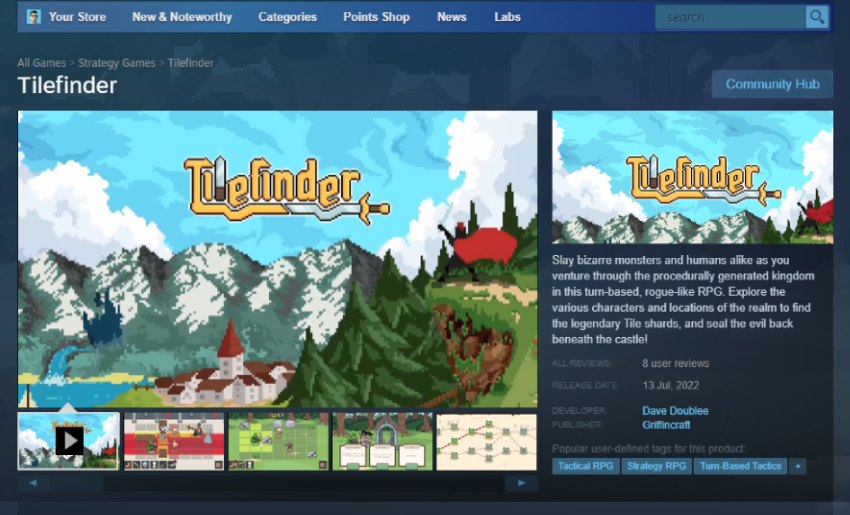 Your Store New & Noteworthy Categories Points Shop News Labs search
All Games > Strategy Games > Tilefinder
Tilefinder
Community Hub
Tilefinder
Tilefinder
Slay bizarre monsters and humans alike as you
venture through the procedurally generated kingdom
in this turn-based, rogue-like RPG. Explore the
various characters and locations of the realm to find
the legendary Tile shards, and seal the evil back
beneath the castle!
ALL REVIEWS: 8 user reviews
RELEASE DATE: 13 Jul, 2022
DEVELOPER: Dave Doublee
PUBLISHER: Griffincraft
Popular user-defined tags for this product:
Tactical RPG Strategy RPG Turn-Based Tactics +